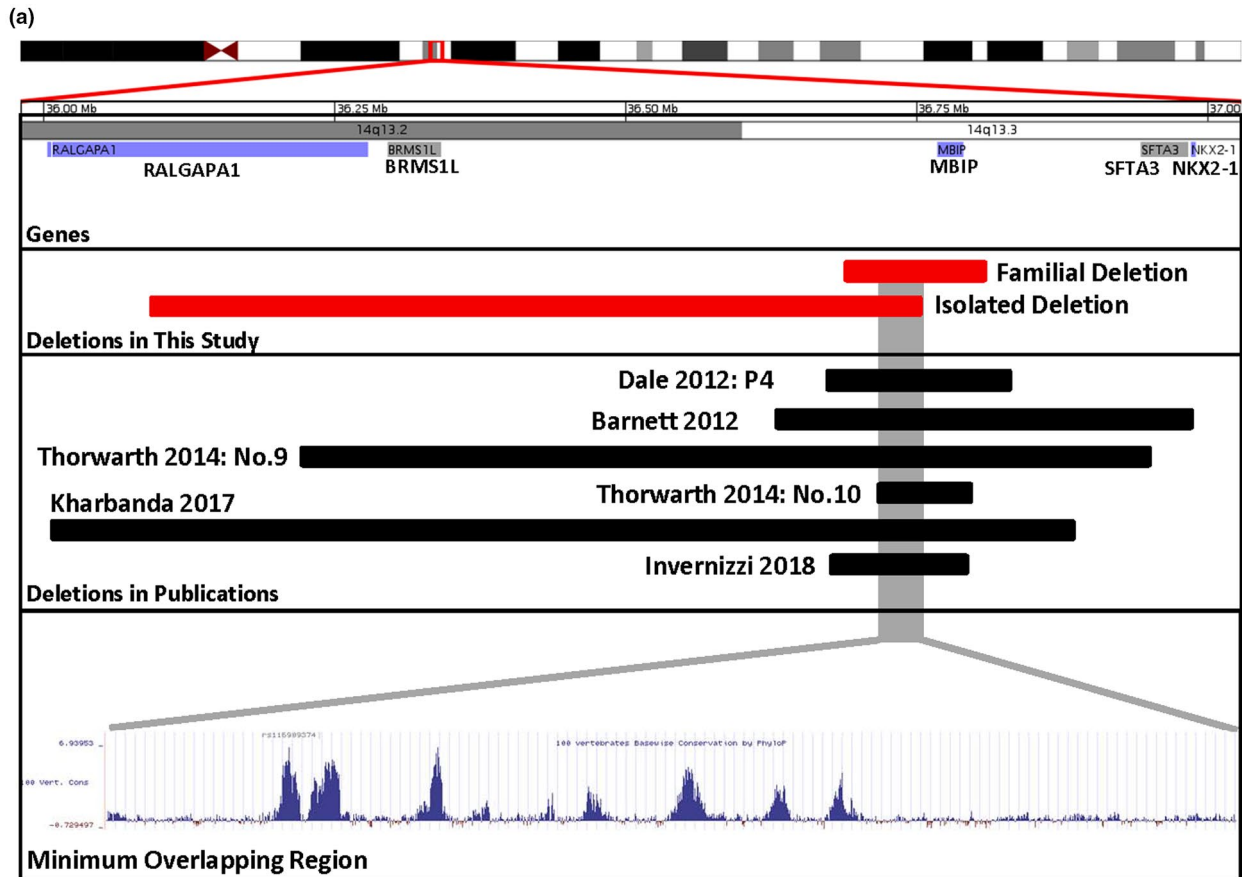 (a)
36.00 Mb 36.25 Mb 36.50 Mb 36.75 Mb 37.00
14q13.2 14q13.3
RALGAPA1 BRMS1L MBIP SFTA3 NKX2-1
RALGAPA1 BRMS1L MBIP SFTA3 NKX2-1
Genes
Familial Deletion
Isolated Deletion
Deletions in This Study
Dale 2012: P4
Barnett 2012
Thorwarth 2014: No.9
Thorwarth 2014: No.10
Kharbanda 2017
Invernizzi 2018
Deletions in Publications
rs116989374
6.93953 100 vertebrates Basewise Conservation by PhyloP
100 Vert. Cons
-0.729497
Minimum Overlapping Region